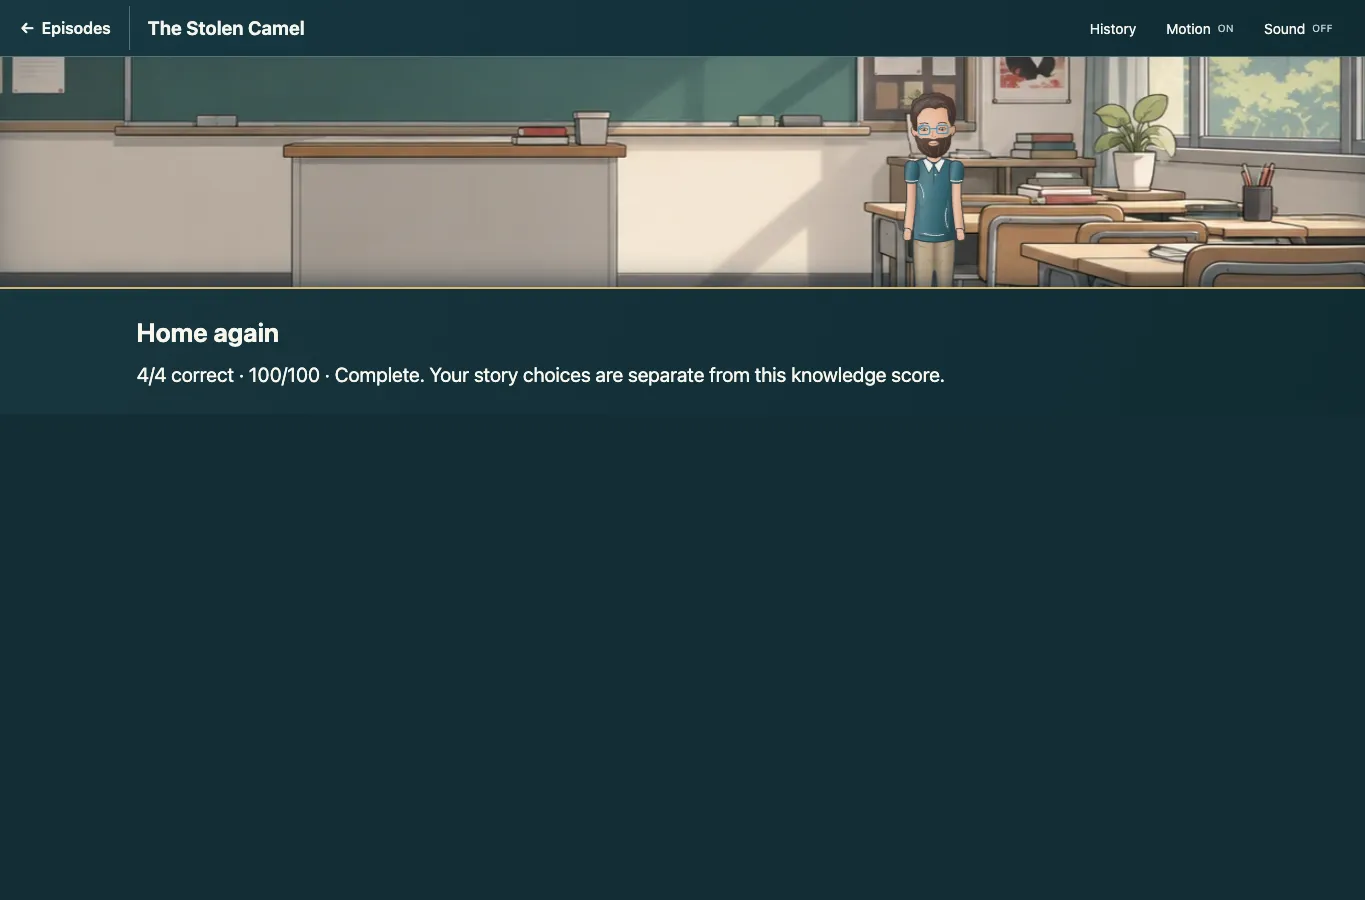 ← Episodes
The Stolen Camel
History
Motion ON
Sound OFF
Home again
4/4 correct · 100/100 · Complete. Your story choices are separate from this knowledge score.